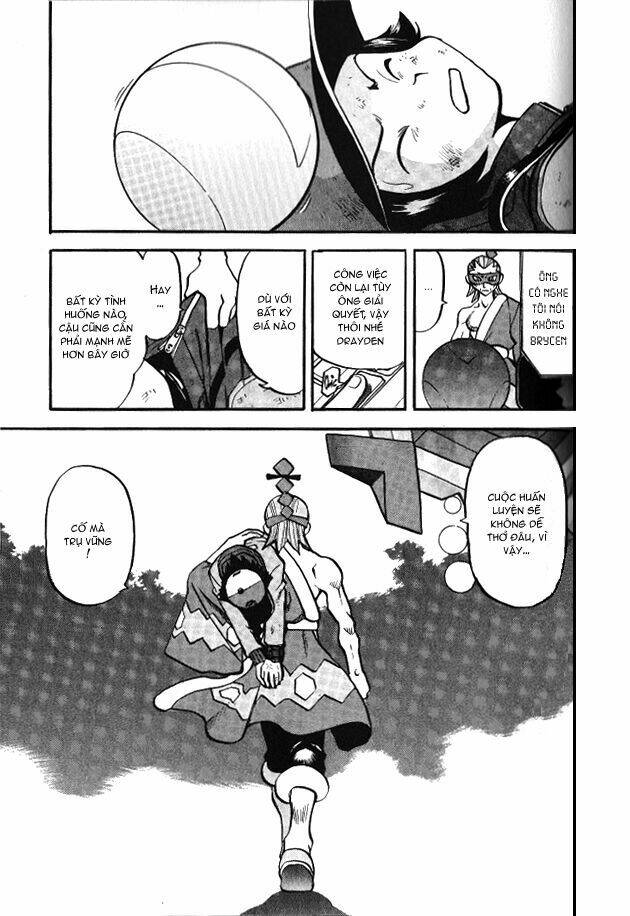 ÔNG
CÓ NGHE
TÔI NÓI
KHÔNG
BRYCEN
...
CÔNG VIỆC
CÒN LẠI TÙY
ÔNG GIẢI
QUYẾT, VẬY
THÔI NHÉ
DRAYDEN
DÙ VỚI
BẤT KỲ
GIÁ NÀO
HAY
...
BẤT KỲ TÌNH
HUỐNG NÀO,
CẬU CŨNG CẦN
PHẢI MẠNH MẼ
HƠN BÂY GIỜ
CUỘC HUẤN
LUYỆN SẼ
KHÔNG DỄ
THỞ ĐÂU, VÌ
VẬY...
CỐ MÀ
TRỤ VỮNG
!